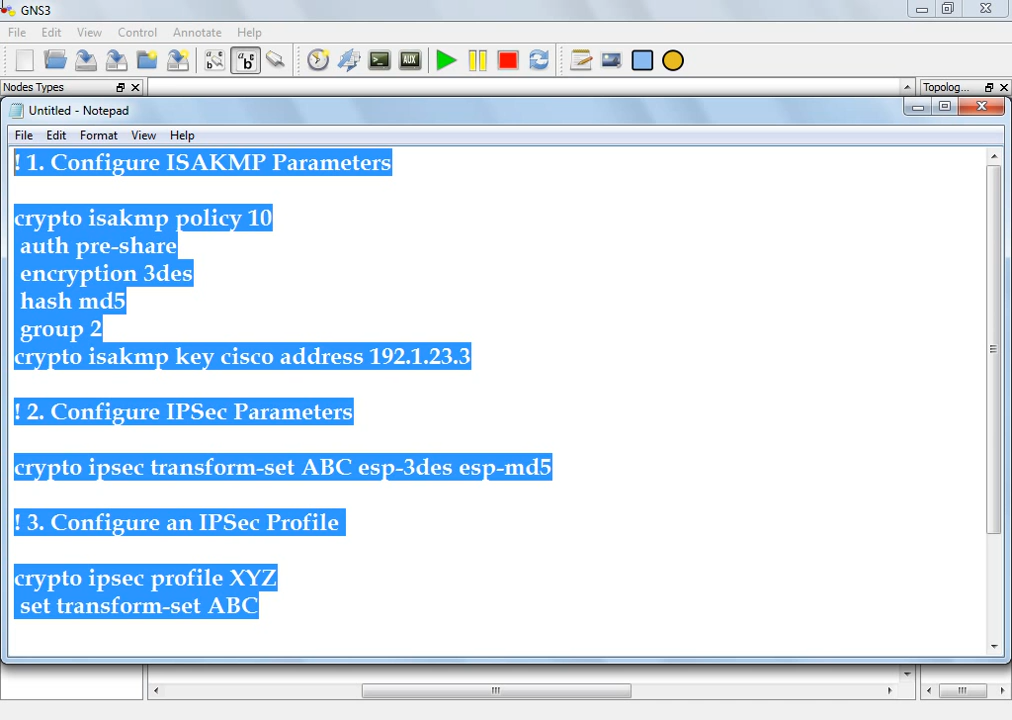 GNS3
File Edit View Control Annotate Help
AUX
Nodes Types
Topolog...
Untitled - Notepad
File Edit Format View Help
! 1. Configure ISAKMP Parameters
crypto isakmp policy 10
auth pre-share
encryption 3des
hash md5
group 2
crypto isakmp key cisco address 192.1.23.3
! 2. Configure IPSec Parameters
crypto ipsec transform-set ABC esp-3des esp-md5
! 3. Configure an IPSec Profile
crypto ipsec profile XYZ
set transform-set ABC